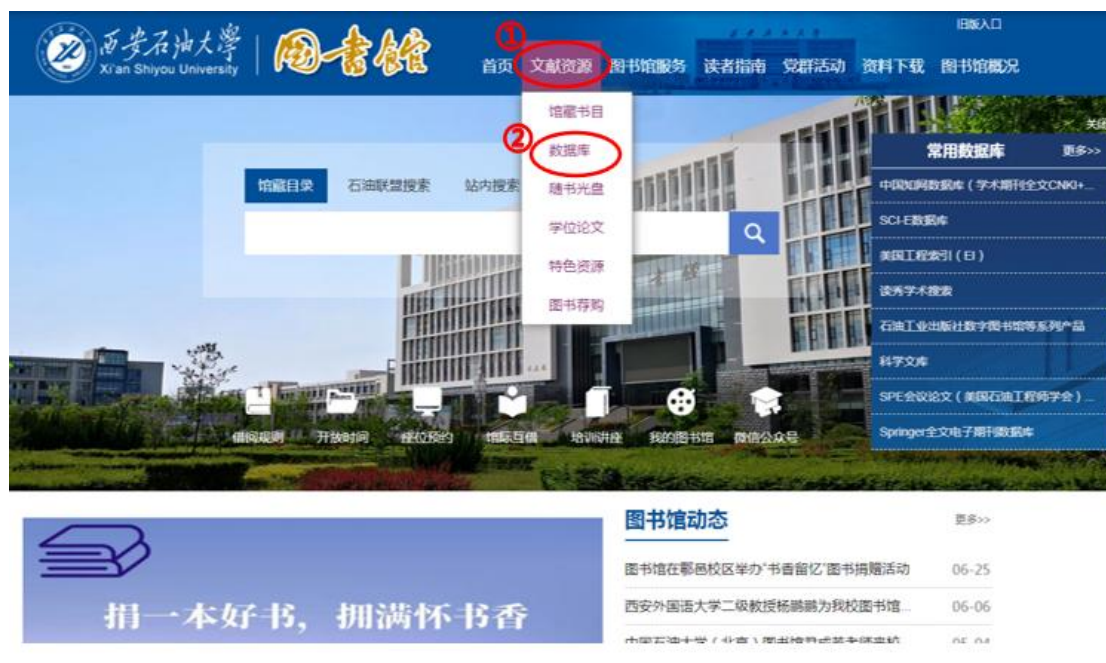 旧版入口
西安石油大学
Xi'an Shiyou University
图书馆
①
首页 文献资源 图书馆服务 读者指南 党群活动 资料下载 图书馆概况
馆藏书目
②
数据库
随书光盘
学位论文
特色资源
图书荐购
关闭
常用数据库 更多>>
中国知网数据库(学术期刊全文CNKI+...
SCI-E数据库
美国工程索引(EI)
读秀学术搜索
石油工业出版社数字图书馆等系列产品
科学文库
SPE会议论文(美国石油工程师学会)...
Springer全文电子期刊数据库
馆藏目录 石油联盟搜索 站内搜索
借阅规则 开放时间 座位预约 馆际互借 培训讲座 我的图书馆 微信公众号
捐一本好书,拥满怀书香
图书馆动态 更多>>
图书馆在鄠邑校区举办“书香留忆”图书捐赠活动 06-25
西安外国语大学二级教授杨鹏鹏为我校图书馆... 06-06
05-04